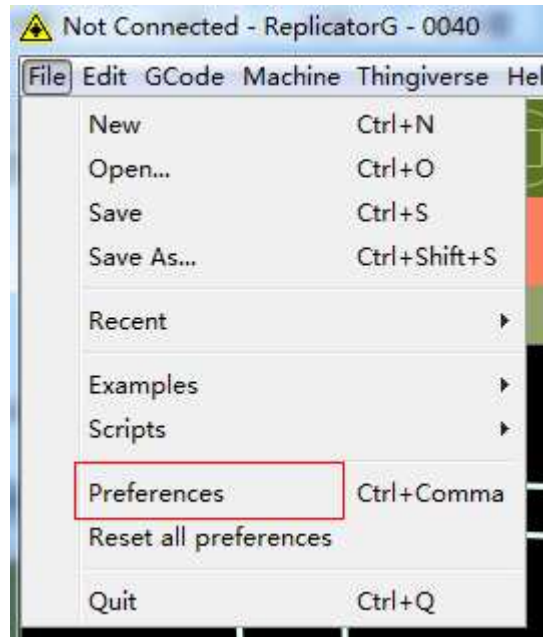 Not Connected - ReplicatorG - 0040
File Edit GCode Machine Thingiverse Hel
New Ctrl+N
Open... Ctrl+O
Save Ctrl+S
Save As... Ctrl+Shift+S
Recent
Examples
Scripts
Preferences Ctrl+Comma
Reset all preferences
Quit Ctrl+Q